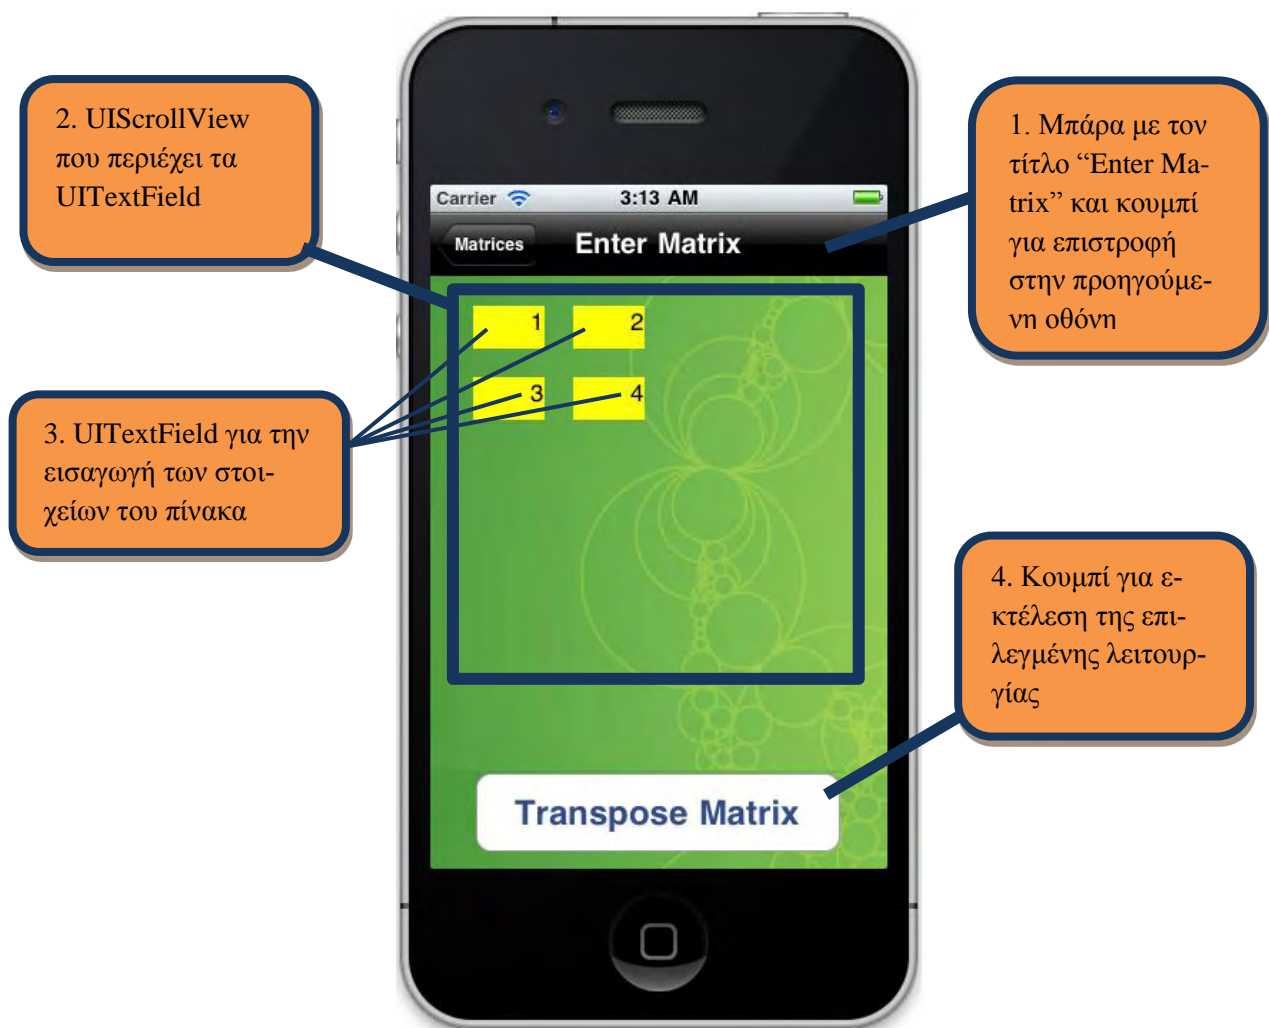 2. UIScrollView
που περιέχει τα
UITextField
1. Μπάρα με τον
τίτλο “Enter Ma-
trix” και κουμπί
για επιστροφή
στην προηγούμε-
νη οθόνη
Carrier 3:13 AM
Matrices Enter Matrix
1 2
3 4
3. UITextField για την
εισαγωγή των στοι-
χείων του πίνακα
4. Κουμπί για ε-
κτέλεση της επι-
λεγμένης λειτουρ-
γίας
Transpose Matrix